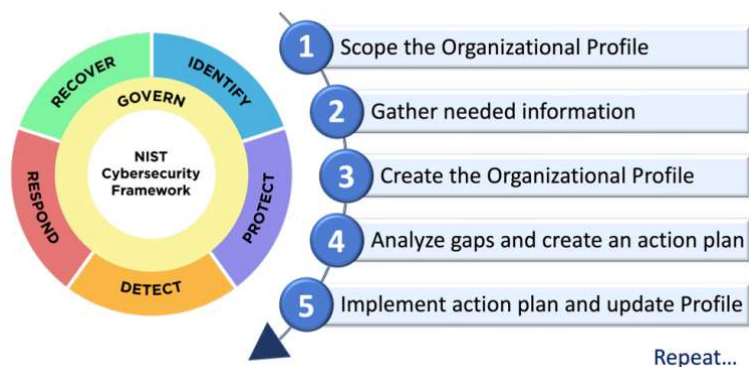 RECOVER
IDENTIFY
GOVERN
NIST
Cybersecurity
Framework
RESPOND
PROTECT
DETECT
1 Scope the Organizational Profile
2 Gather needed information
3 Create the Organizational Profile
4 Analyze gaps and create an action plan
5 Implement action plan and update Profile
Repeat...